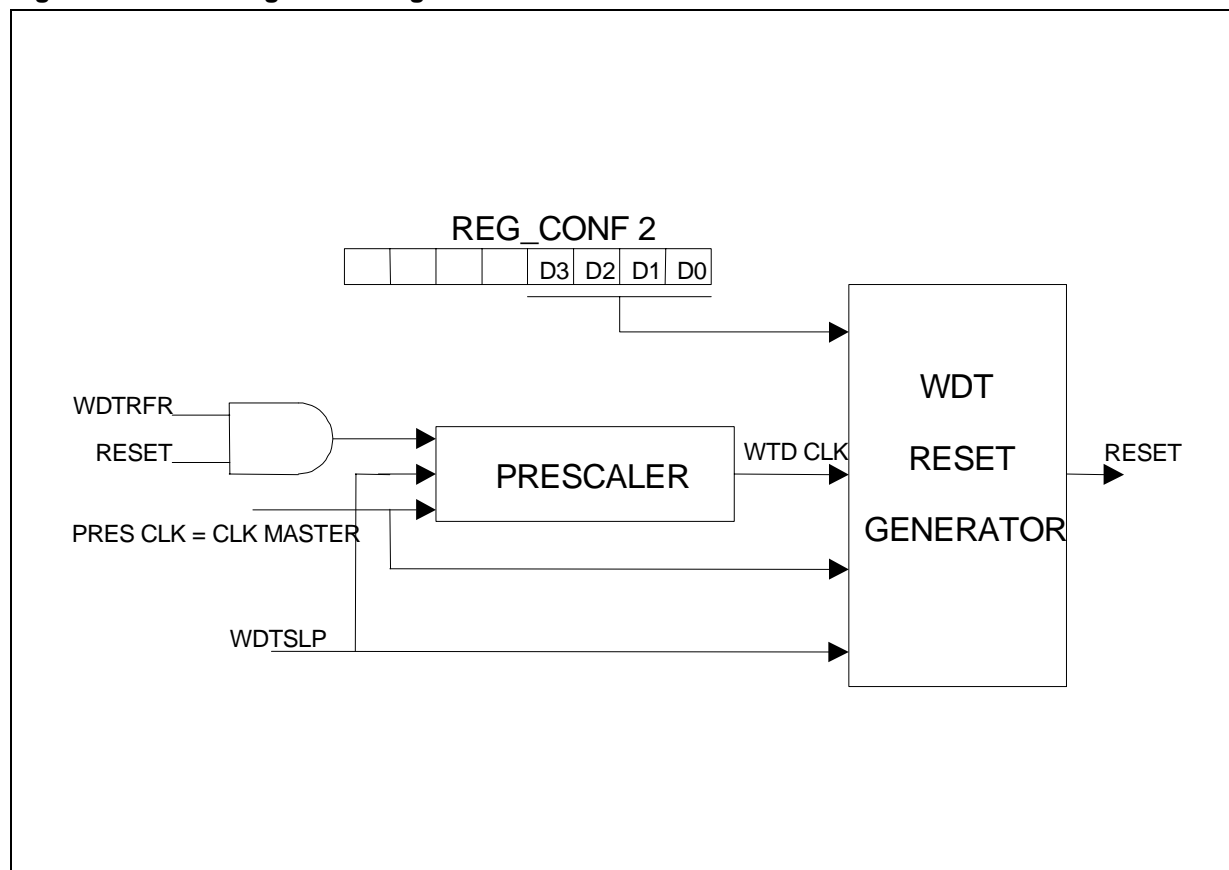 REG_CONF 2
D3 D2 D1 D0
WDTRFR
RESET
PRES CLK = CLK MASTER
WDTSLP
PRESCALER
WTD CLK
WDT
RESET
GENERATOR
RESET